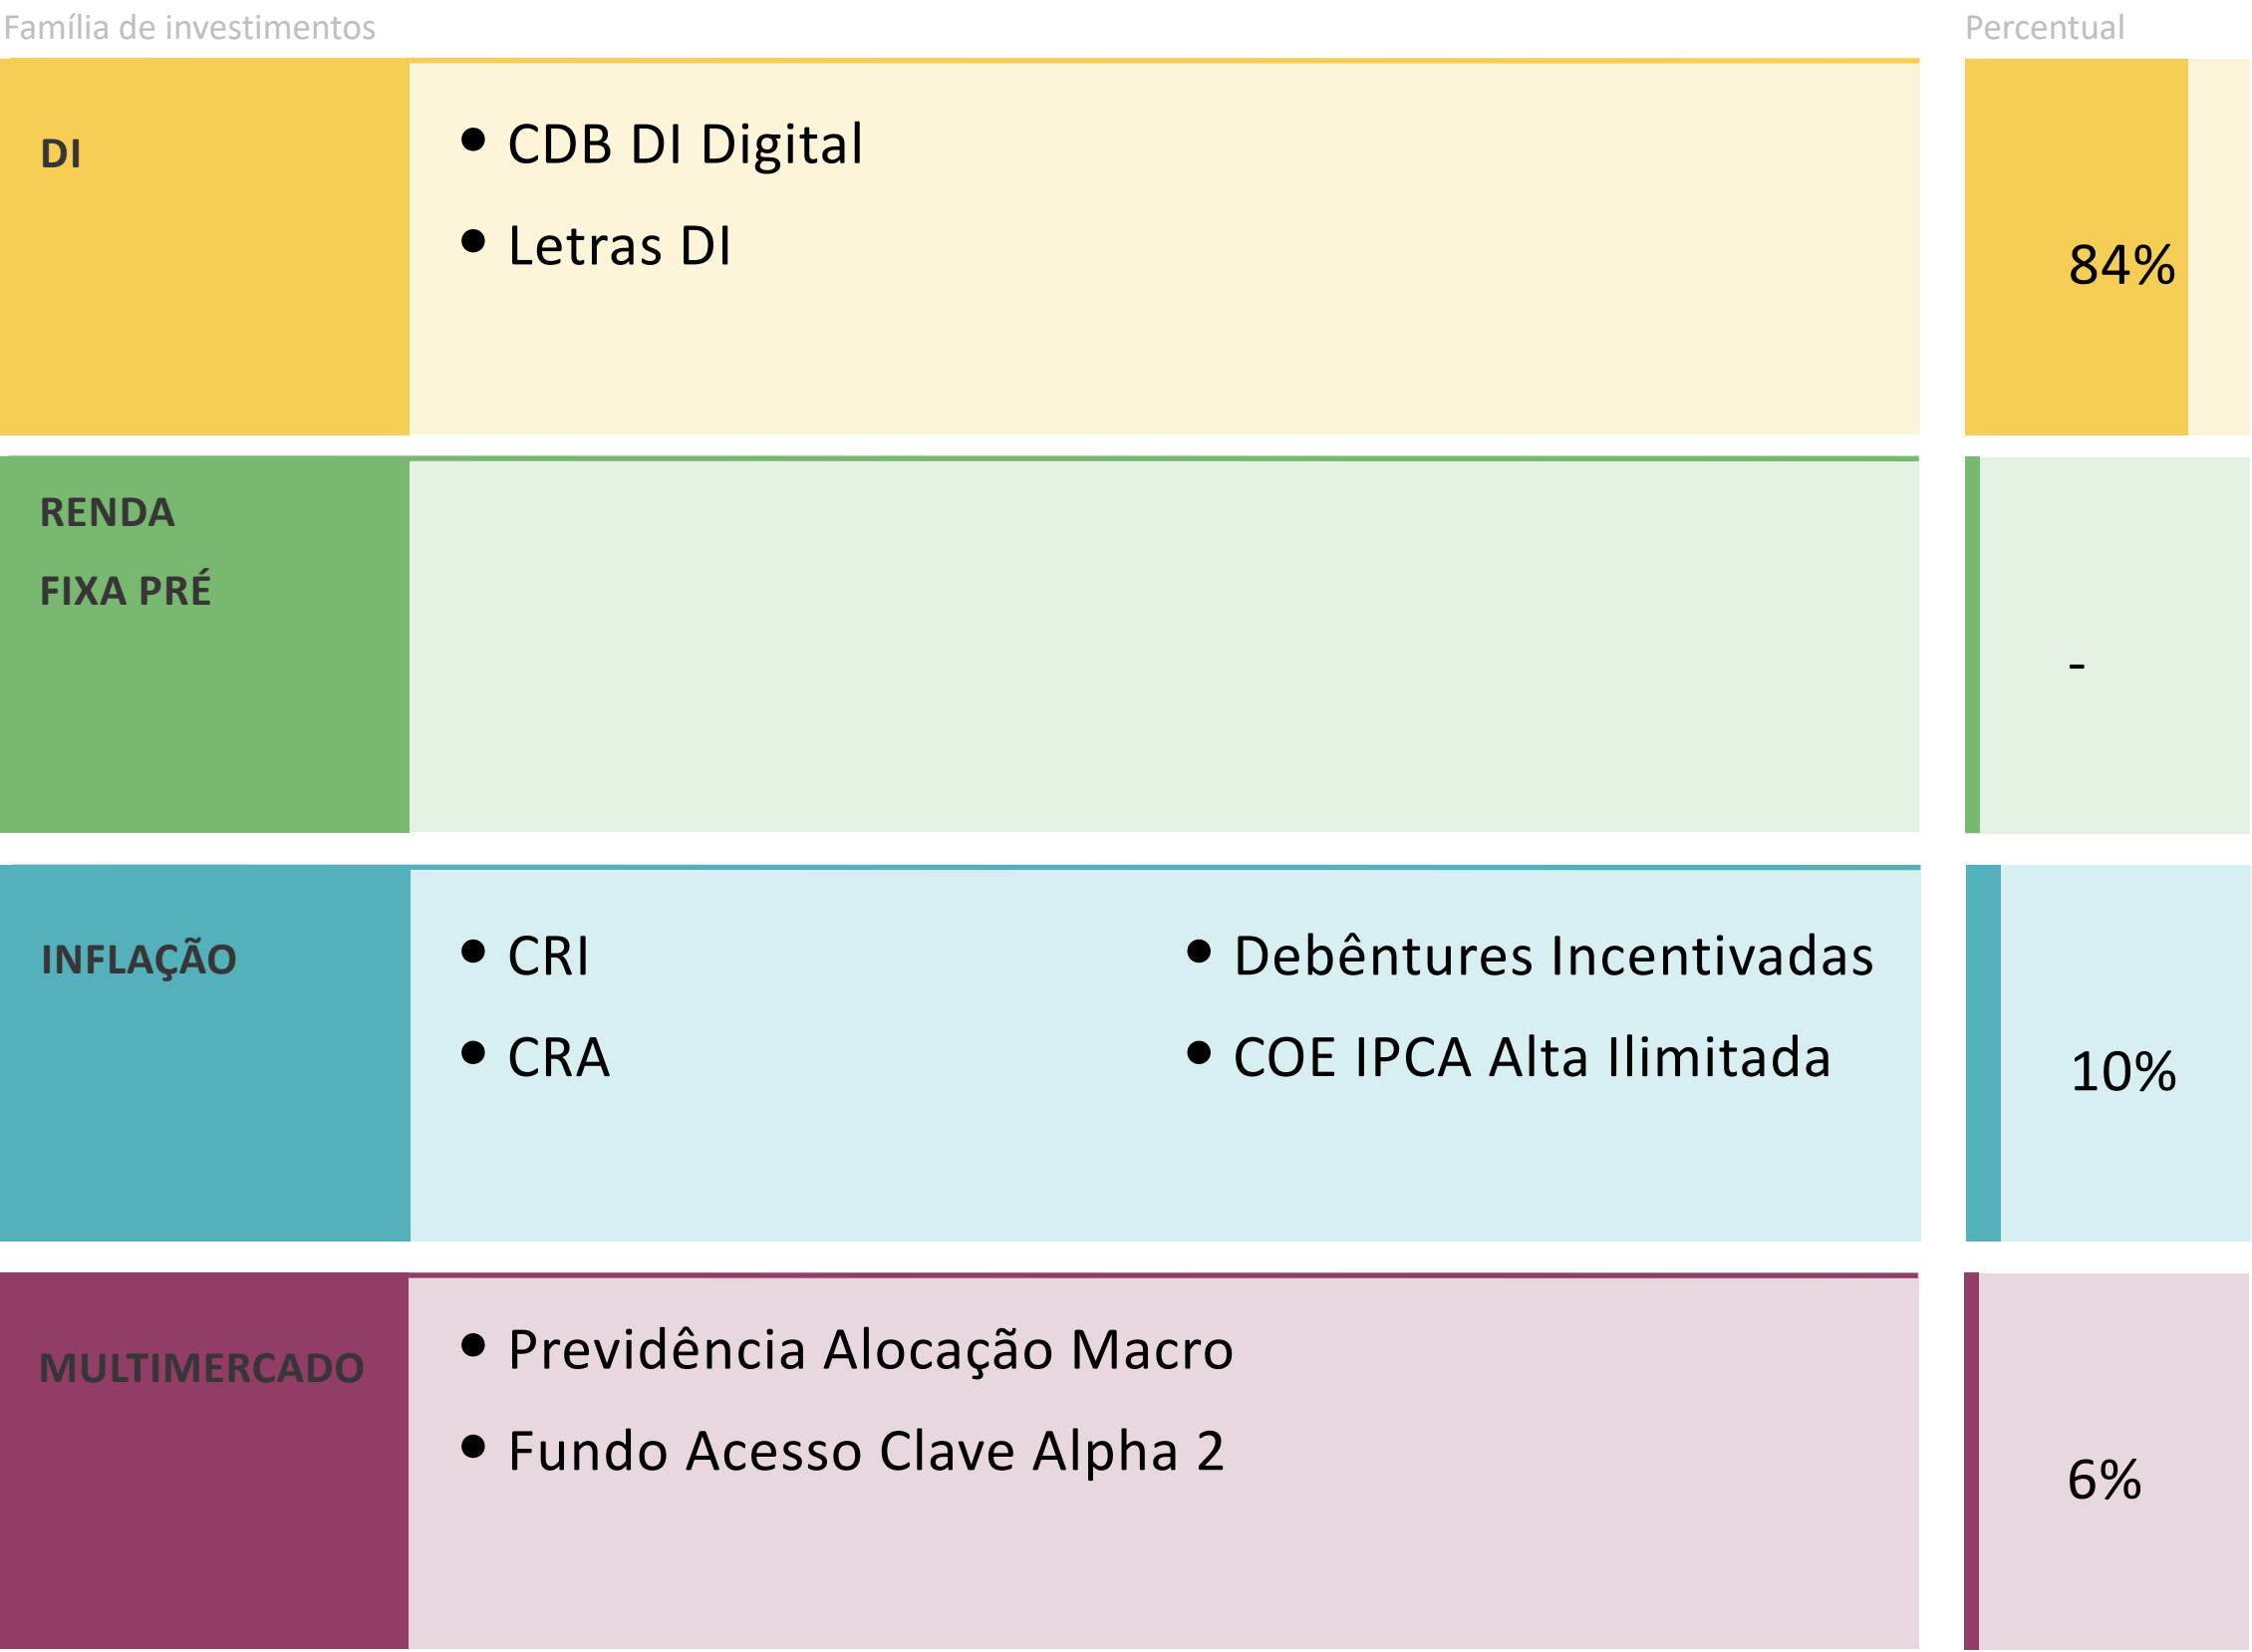 Família de investimentos
Percentual
DI
• CDB DI Digital
• Letras DI
84%
RENDA
FIXA PRÉ
-
INFLAÇÃO
• CRI
• CRA
• Debêntures Incentivadas
• COE IPCA Alta Ilimitada
10%
MULTIMERCADO
• Previdência Alocação Macro
• Fundo Acesso Clave Alpha 2
6%